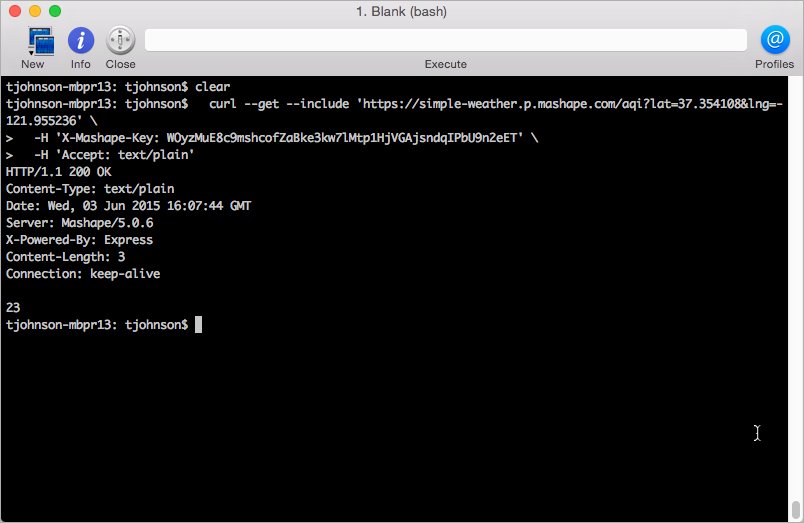 1. Blank (bash)
New Info Close Execute Profiles
tjohnson-mbpr13: tjohnson$ clear
tjohnson-mbpr13: tjohnson$   curl --get --include 'https://simple-weather.p.mashape.com/aqi?lat=37.354108&lng=-
121.955236' \
>   -H 'X-Mashape-Key: WOyzMuE8c9mshcofZaBke3kw7lMtp1HjVGAjsndqIPbU9n2eET' \
>   -H 'Accept: text/plain'
HTTP/1.1 200 OK
Content-Type: text/plain
Date: Wed, 03 Jun 2015 16:07:44 GMT
Server: Mashape/5.0.6
X-Powered-By: Express
Content-Length: 3
Connection: keep-alive

23
tjohnson-mbpr13: tjohnson$